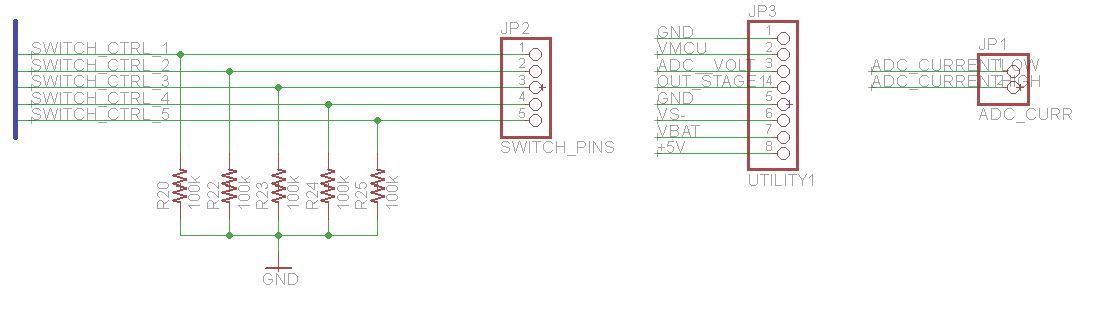 JP2
SWITCH_CTRL_1 1
SWITCH_CTRL_2 2
SWITCH_CTRL_3 3
SWITCH_CTRL_4 4
SWITCH_CTRL_5 5
SWITCH_PINS
R20 100k
R22 100k
R23 100k
R24 100k
R25 100k
GND
JP3
GND 1
VMCU 2
ADC_VOLT 3
OUT_STAGE1 4
GND 5
VS- 6
VBAT 7
+5V 8
UTILITY1
JP1
ADC_CURRENT_LOW 1
ADC_CURRENT_HIGH 2
ADC_CURR